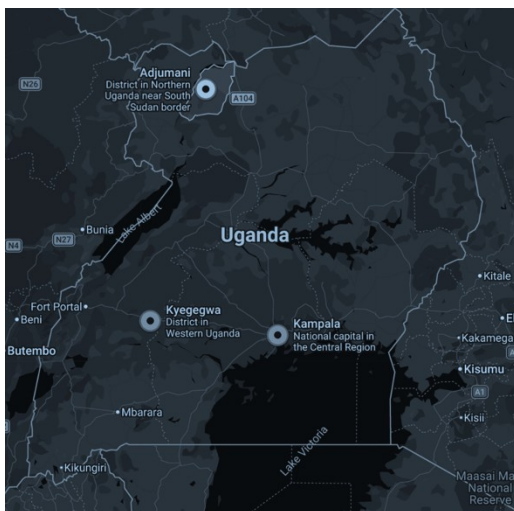 Adjumani
District in Northern
Uganda near South
Sudan border
N26
A104
Lake Albert
Bunia
N27
N4
Uganda
Kitale
Fort Portal
Beni
Kyegegwa
District in
Western Uganda
Kampala
National capital in
the Central Region
Kakamega
Butembo
Kisumu
A1
Mbarara
Kisii
Lake Victoria
Kikungiri
Maasai Ma
National
Reserve